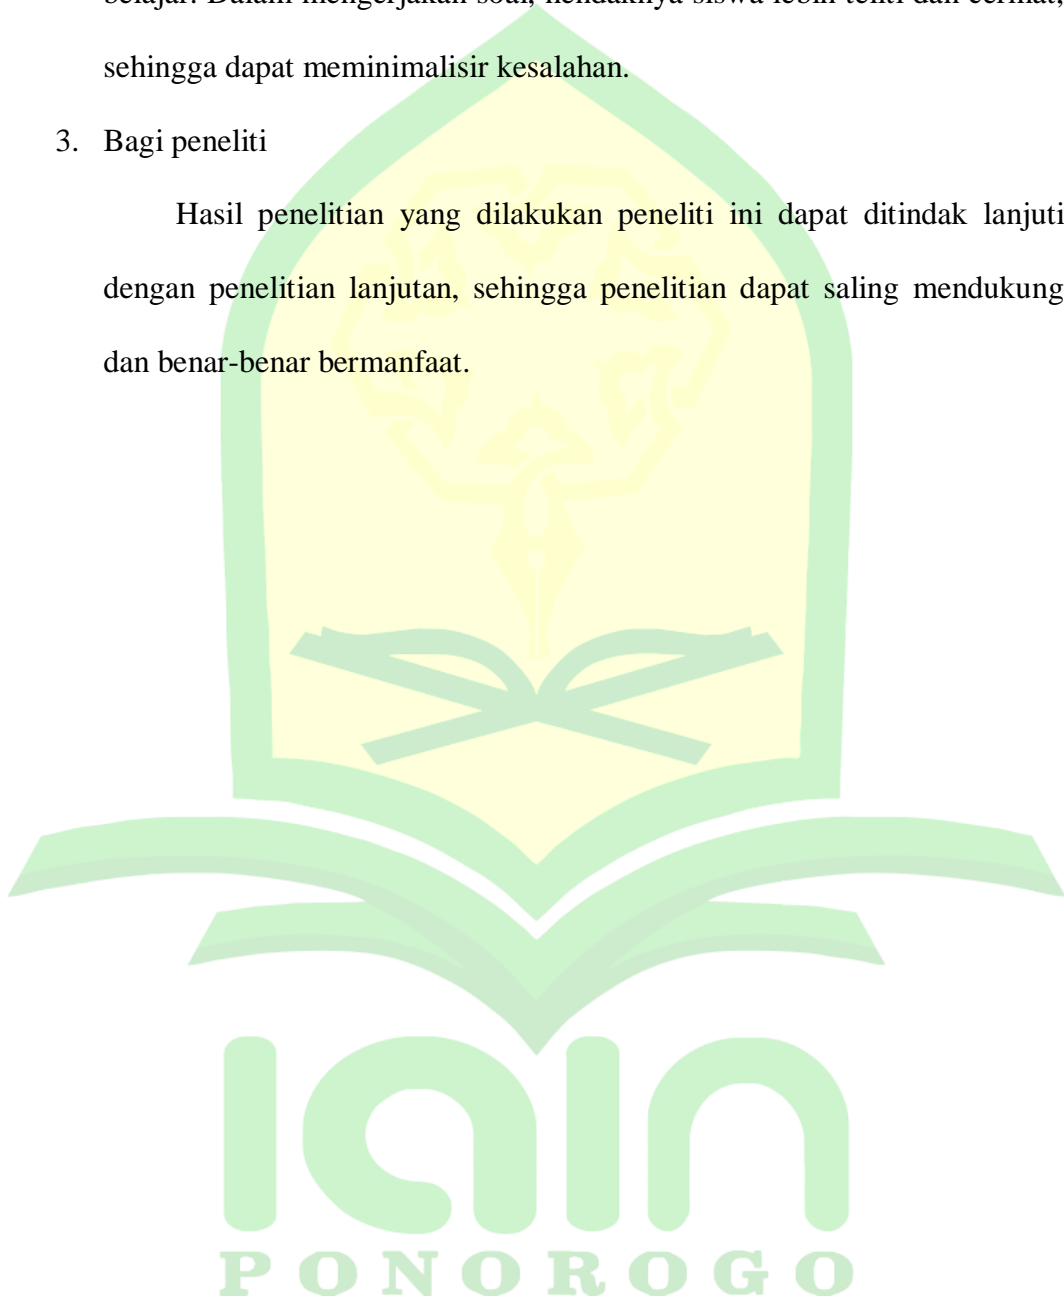 belajar. Dalam mengerjakan soal, hendaknya siswa lebih teliti dan cermat,
sehingga dapat meminimalisir kesalahan.
3. Bagi peneliti
Hasil penelitian yang dilakukan peneliti ini dapat ditindak lanjuti
dengan penelitian lanjutan, sehingga penelitian dapat saling mendukung
dan benar-benar bermanfaat.
IAIN
PONOROGO